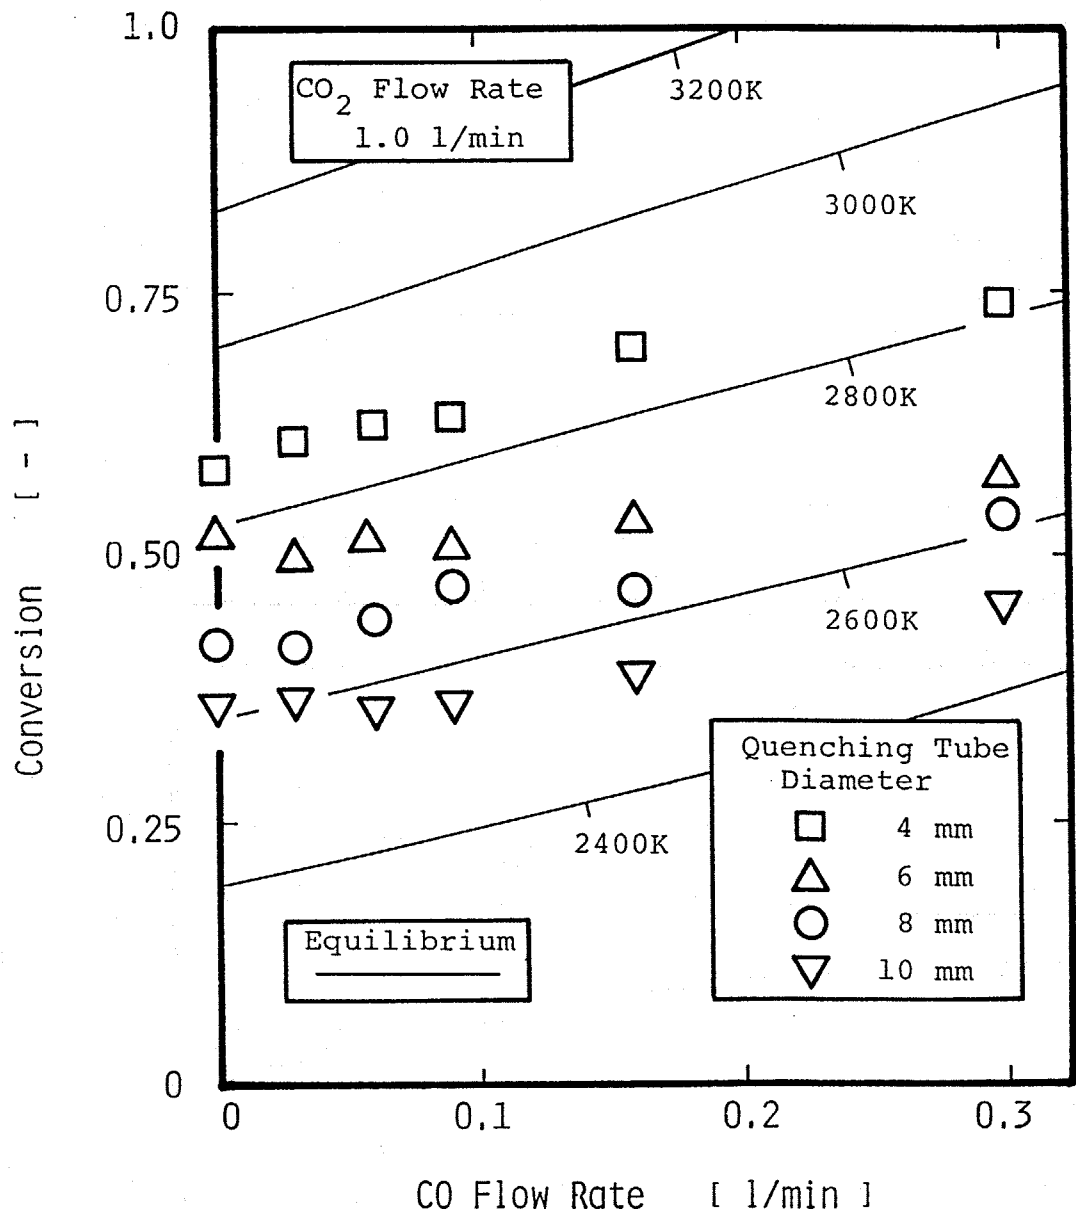 1.0
CO2 Flow Rate
1.0 l/min
3200K
3000K
0.75
2800K
Conversion [ - ]
0.50
2600K
Quenching Tube
Diameter
4 mm
6 mm
8 mm
10 mm
0.25
2400K
Equilibrium
0
0 0.1 0.2 0.3
CO Flow Rate [ l/min ]